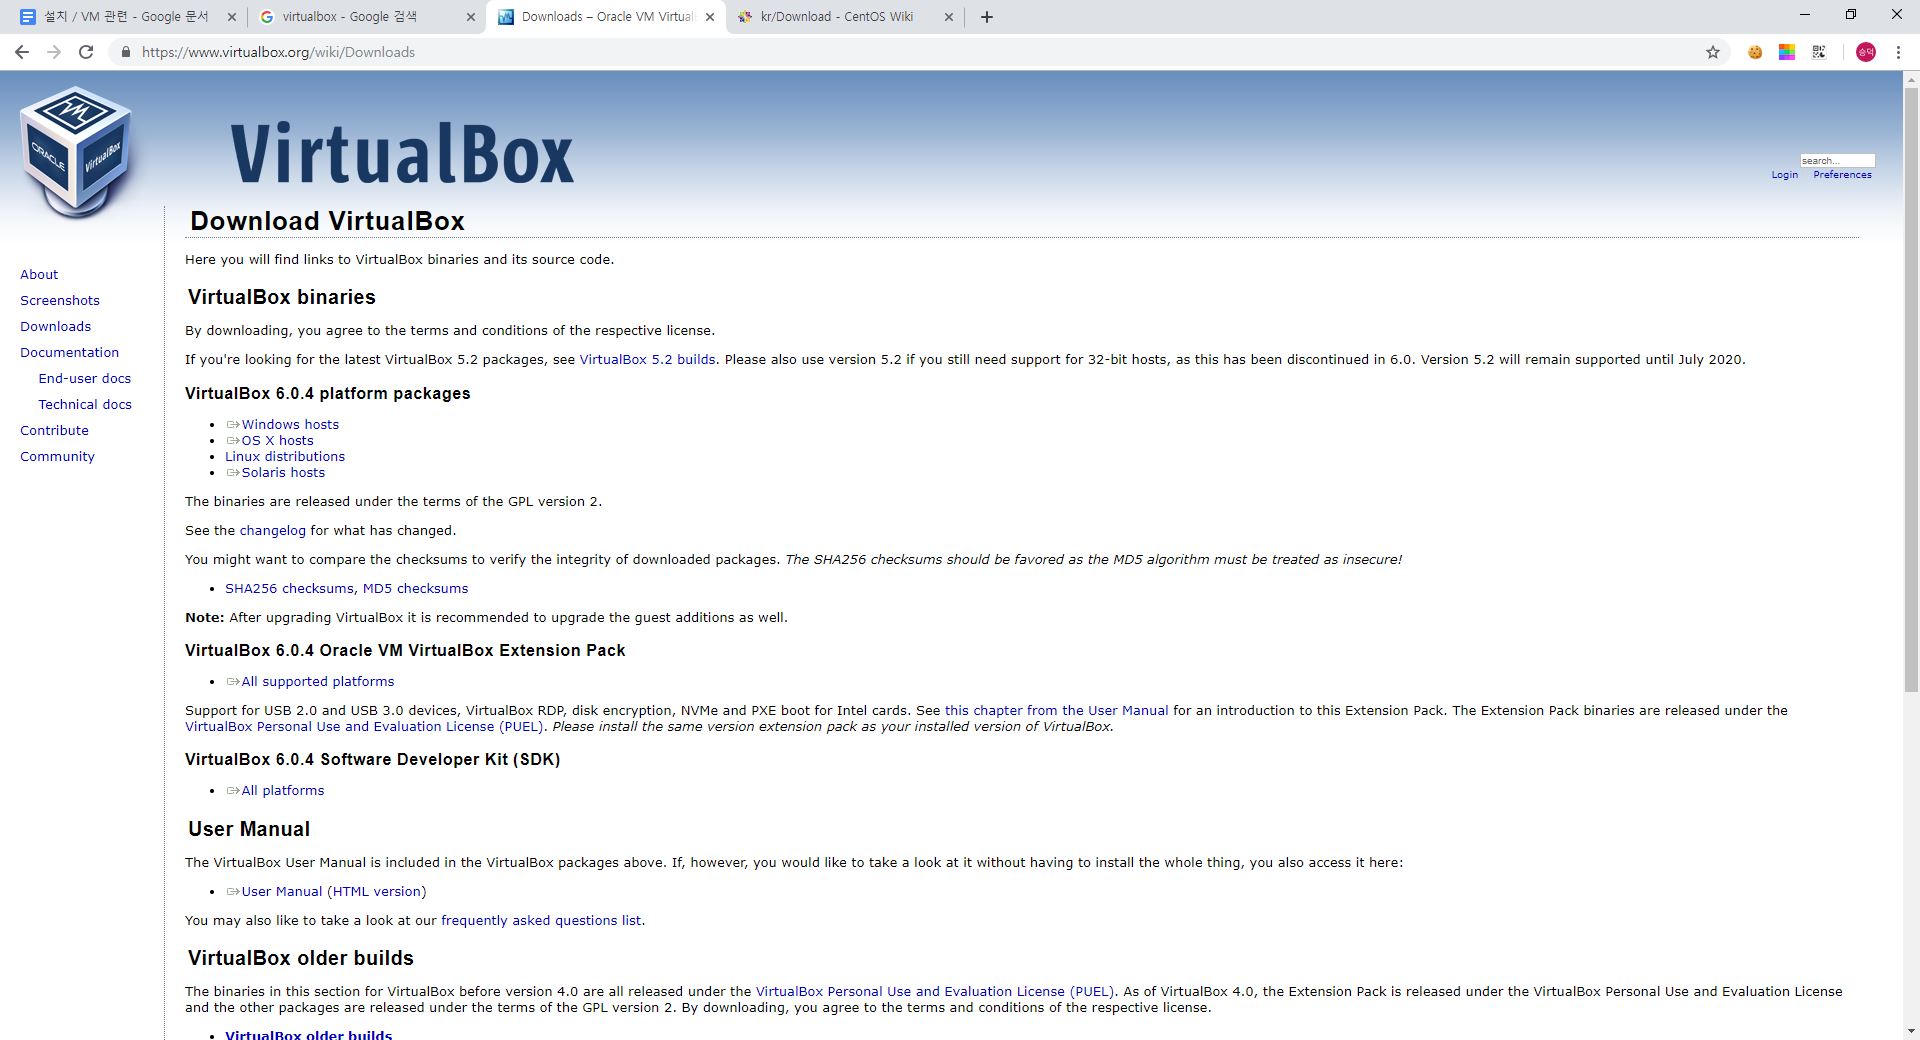 설치 / VM 관련 - Google 문서
virtualbox - Google 검색
Downloads – Oracle VM Virtual
kr/Download - CentOS Wiki
https://www.virtualbox.org/wiki/Downloads
승덕
ORACLE
VirtualBox
VirtualBox
search...
Login Preferences
About
Screenshots
Downloads
Documentation
End-user docs
Technical docs
Contribute
Community
Download VirtualBox
Here you will find links to VirtualBox binaries and its source code.
VirtualBox binaries
By downloading, you agree to the terms and conditions of the respective license.
If you're looking for the latest VirtualBox 5.2 packages, see VirtualBox 5.2 builds. Please also use version 5.2 if you still need support for 32-bit hosts, as this has been discontinued in 6.0. Version 5.2 will remain supported until July 2020.
VirtualBox 6.0.4 platform packages
Windows hosts
OS X hosts
Linux distributions
Solaris hosts
The binaries are released under the terms of the GPL version 2.
See the changelog for what has changed.
You might want to compare the checksums to verify the integrity of downloaded packages. The SHA256 checksums should be favored as the MD5 algorithm must be treated as insecure!
SHA256 checksums, MD5 checksums
Note: After upgrading VirtualBox it is recommended to upgrade the guest additions as well.
VirtualBox 6.0.4 Oracle VM VirtualBox Extension Pack
All supported platforms
Support for USB 2.0 and USB 3.0 devices, VirtualBox RDP, disk encryption, NVMe and PXE boot for Intel cards. See this chapter from the User Manual for an introduction to this Extension Pack. The Extension Pack binaries are released under the
VirtualBox Personal Use and Evaluation License (PUEL). Please install the same version extension pack as your installed version of VirtualBox.
VirtualBox 6.0.4 Software Developer Kit (SDK)
All platforms
User Manual
The VirtualBox User Manual is included in the VirtualBox packages above. If, however, you would like to take a look at it without having to install the whole thing, you also access it here:
User Manual (HTML version)
You may also like to take a look at our frequently asked questions list.
VirtualBox older builds
The binaries in this section for VirtualBox before version 4.0 are all released under the VirtualBox Personal Use and Evaluation License (PUEL). As of VirtualBox 4.0, the Extension Pack is released under the VirtualBox Personal Use and Evaluation License
and the other packages are released under the terms of the GPL version 2. By downloading, you agree to the terms and conditions of the respective license.
VirtualBox older builds